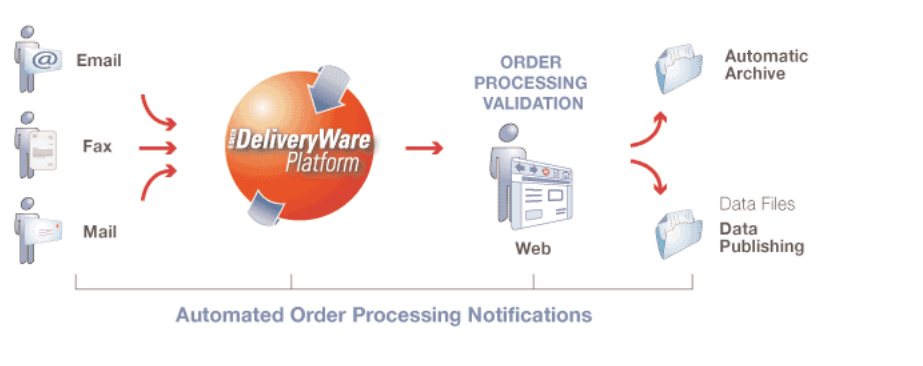 Email
Fax
Mail
@
DeliveryWare
Platform
ORDER
PROCESSING
VALIDATION
Web
Automatic
Archive
Data Files
Data
Publishing
Automated Order Processing Notifications